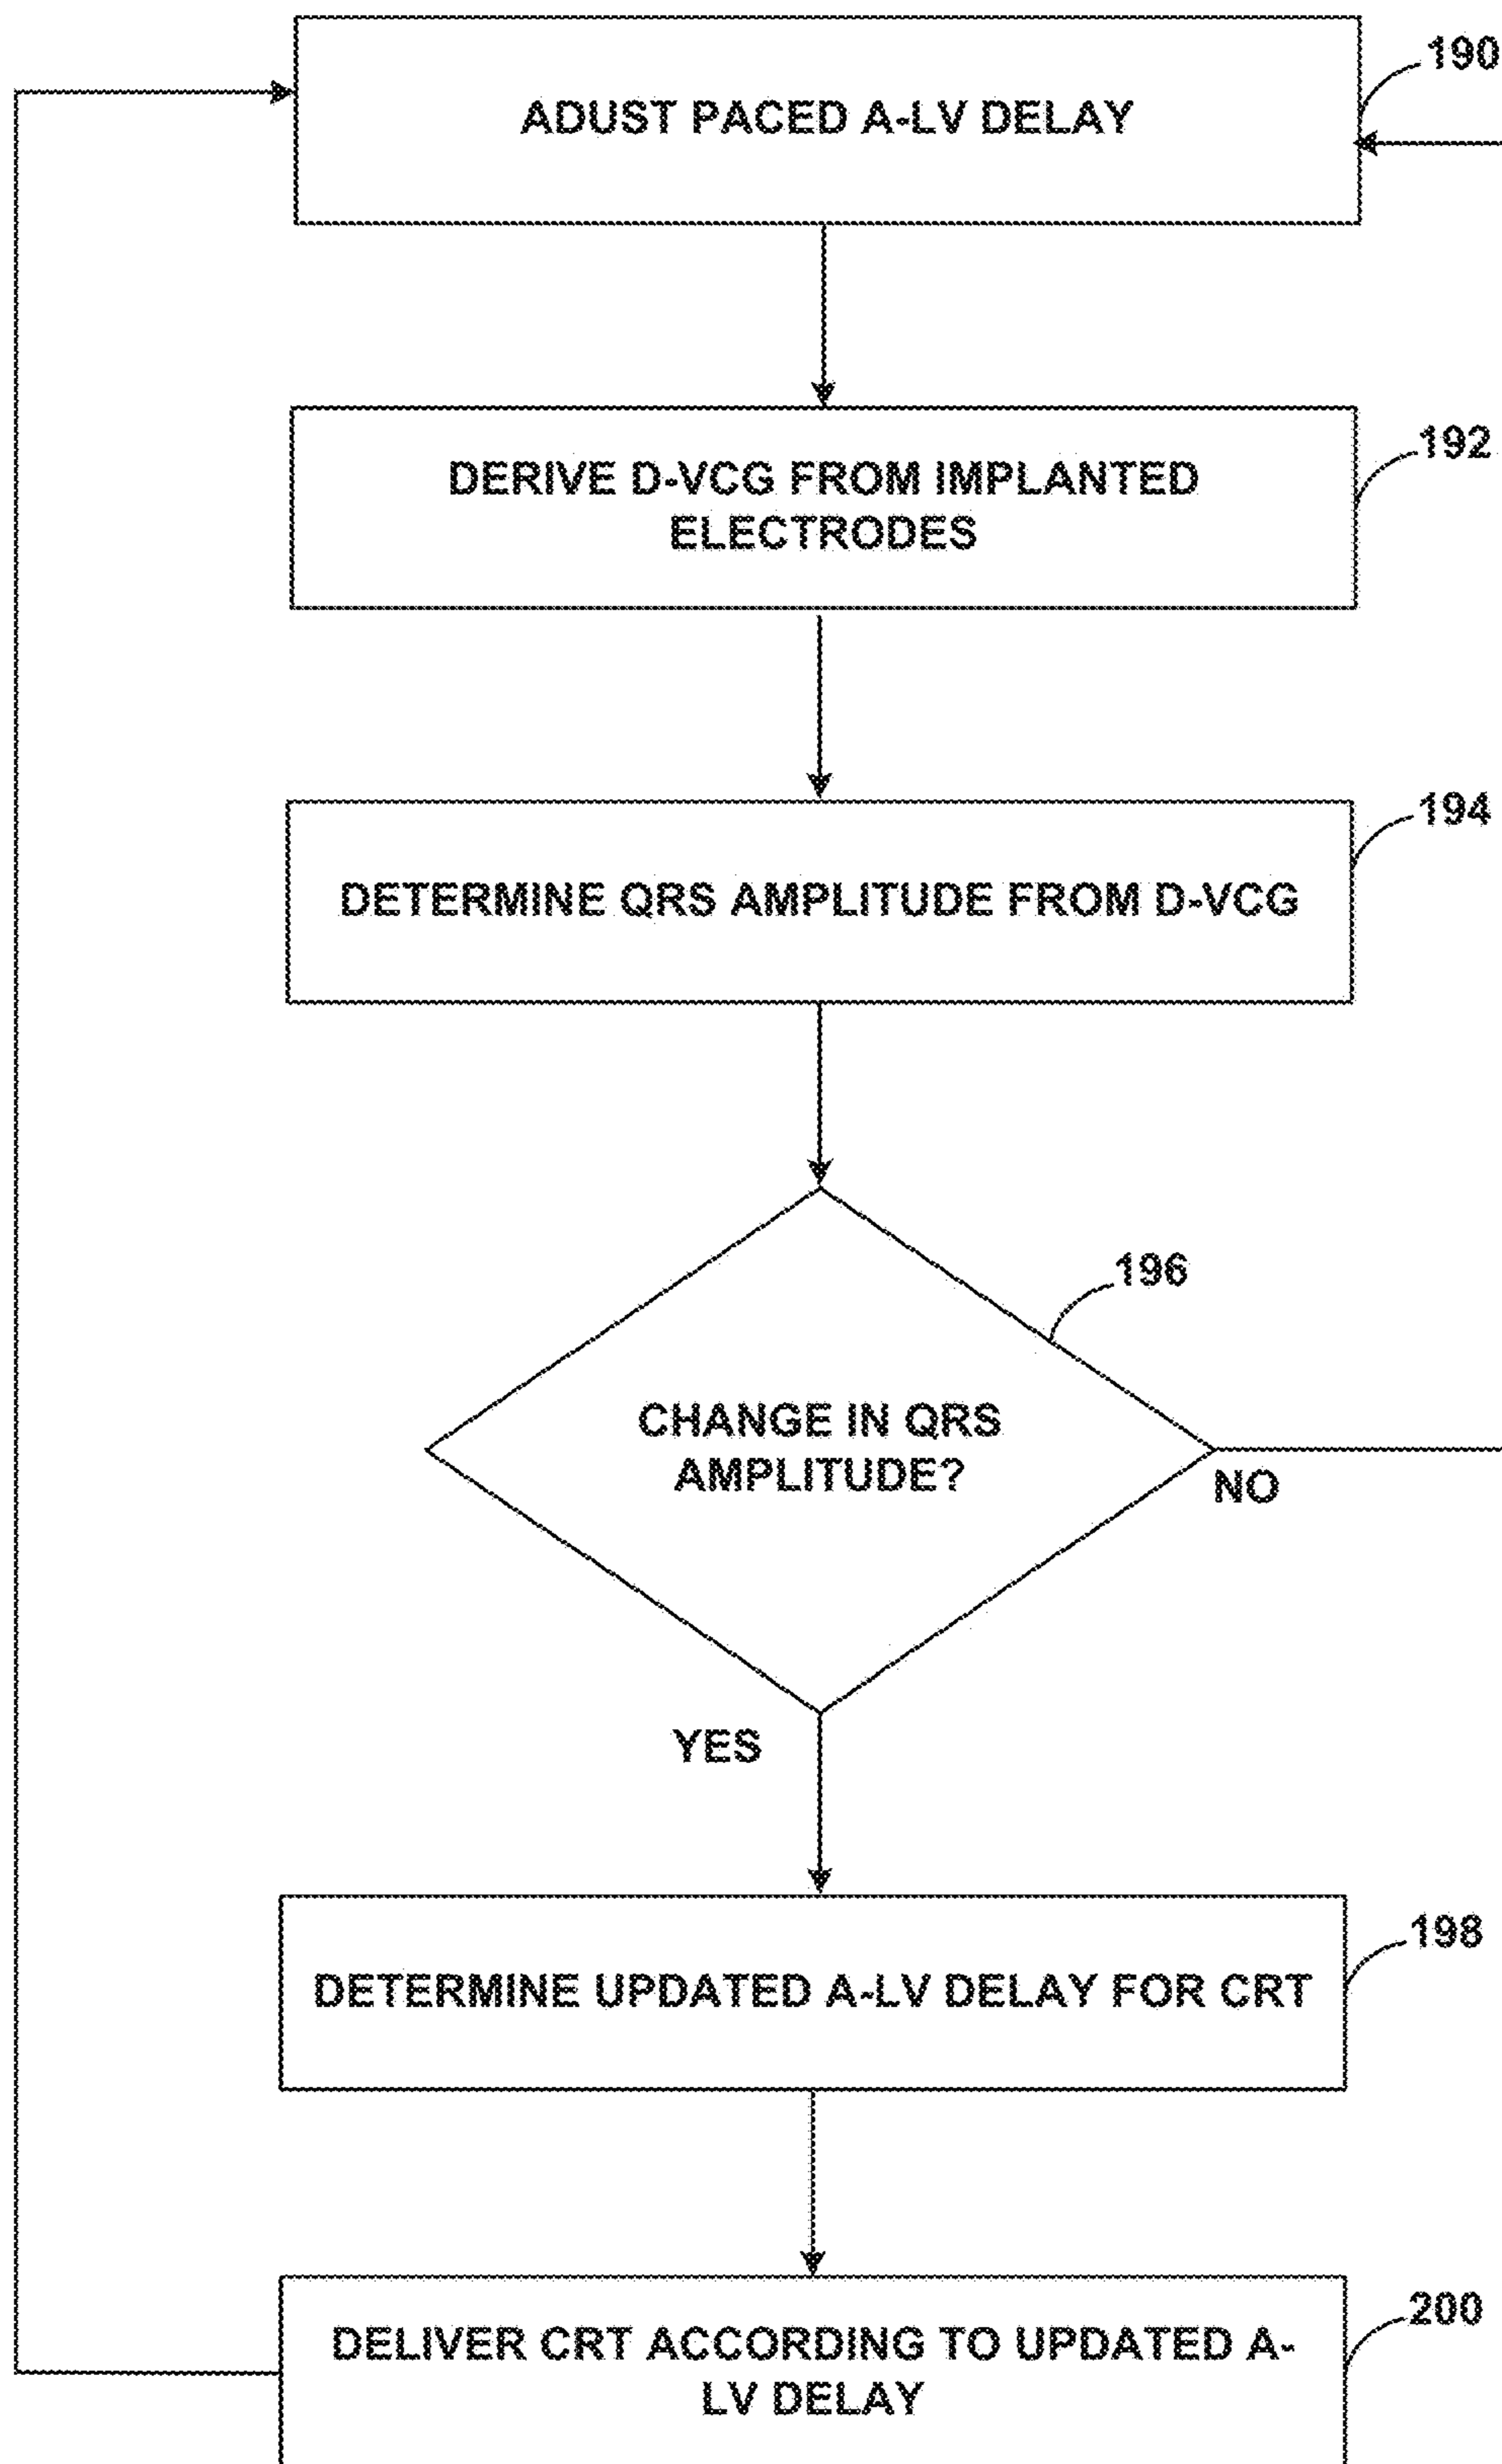 190
ADUST PACED A-LV DELAY
192
DERIVE D-VCG FROM IMPLANTED
ELECTRODES
194
DETERMINE QRS AMPLITUDE FROM D-VCG
196
CHANGE IN QRS
AMPLITUDE?
NO
YES
198
DETERMINE UPDATED A-LV DELAY FOR CRT
200
DELIVER CRT ACCORDING TO UPDATED A-
LV DELAY